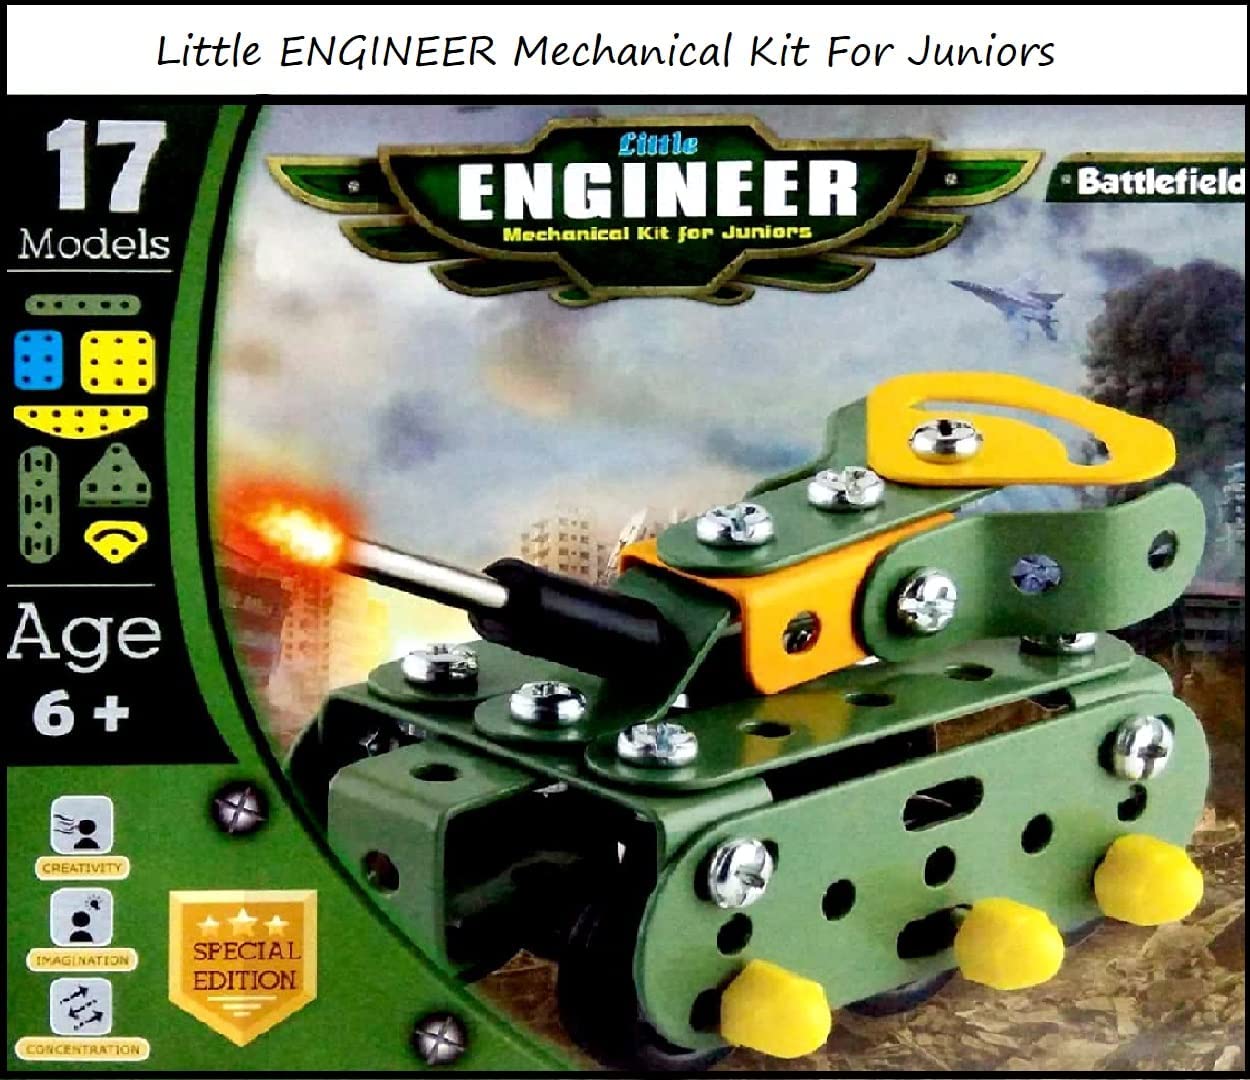 Little ENGINEER Mechanical Kit For Juniors
17
Models
Little
ENGINEER
Mechanical Kit for Juniors
Battlefield
Age
6 +
CREATIVITY
IMAGINATION
CONCENTRATION
SPECIAL
EDITION